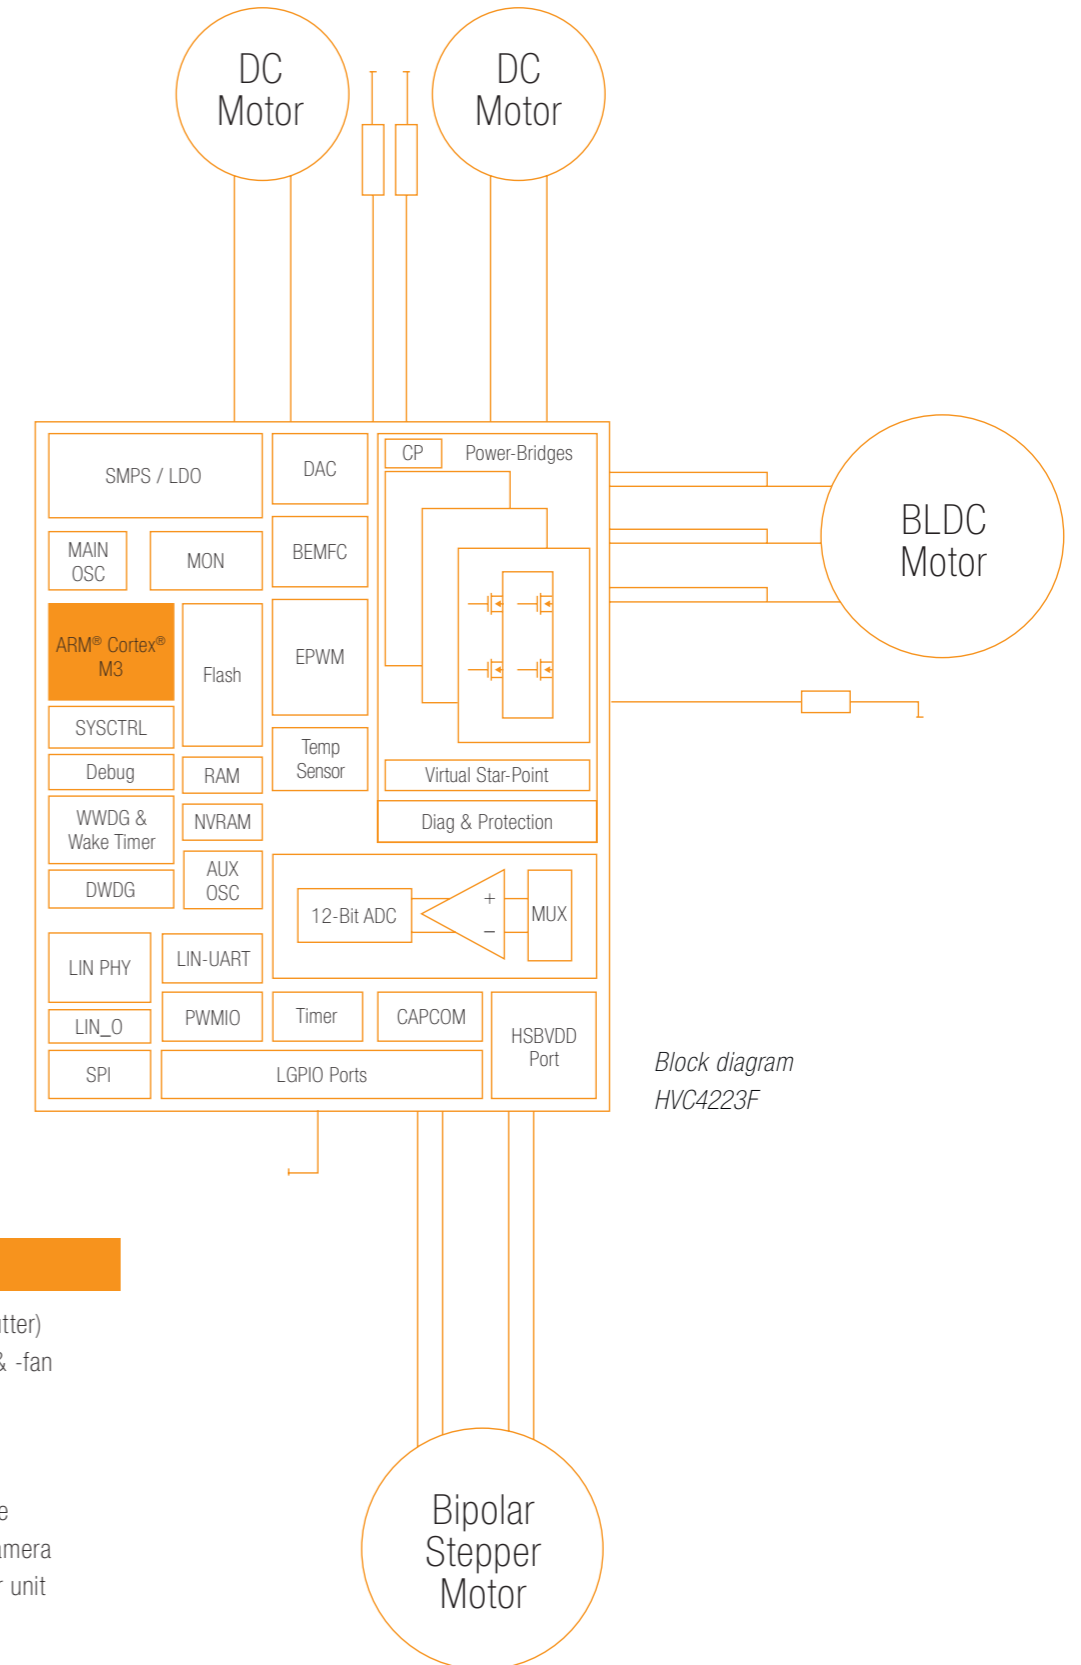 DC
Motor
DC
Motor
SMPS / LDO
DAC
CP
Power-Bridges
MAIN
OSC
MON
BEMFC
BLDC
Motor
ARM® Cortex®
M3
Flash
EPWM
SYSCTRL
Temp
Sensor
Debug
RAM
Virtual Star-Point
WWDG &
Wake Timer
NVRAM
Diag & Protection
AUX
OSC
DWDG
12-Bit ADC
+
−
MUX
LIN PHY
LIN-UART
LIN_O
PWMIO
Timer
CAPCOM
HSBVDD
Port
SPI
LGPIO Ports
Block diagram
HVC4223F
tter)
& -fan
e
amera
r unit
Bipolar
Stepper
Motor